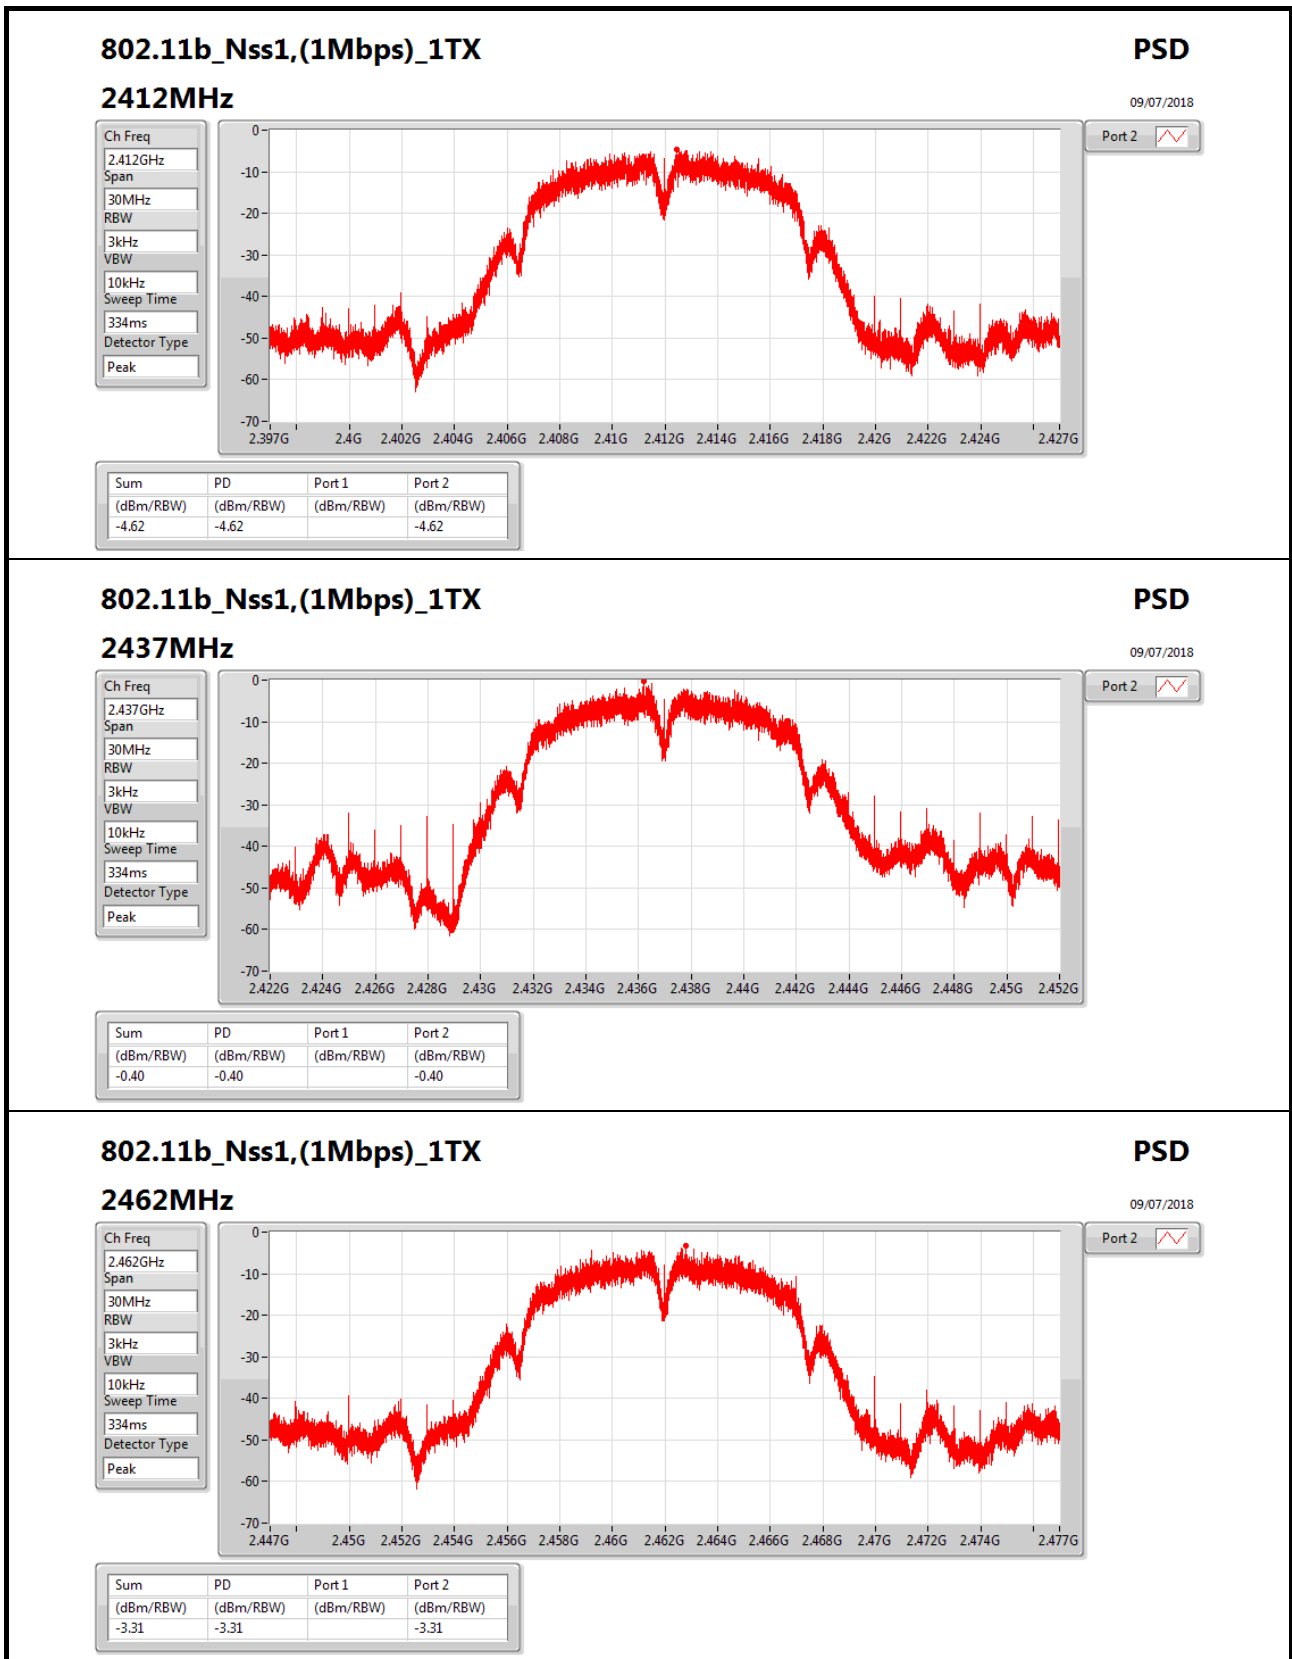 802.11b_Nss1,(1Mbps)_1TX PSD
2412MHz 09/07/2018
Ch Freq
2.412GHz
Span
30MHz
RBW
3kHz
VBW
10kHz
Sweep Time
334ms
Detector Type
Peak
0
-10
-20
-30
-40
-50
-60
-70
2.397G 2.4G 2.402G 2.404G 2.406G 2.408G 2.41G 2.412G 2.414G 2.416G 2.418G 2.42G 2.422G 2.424G 2.427G
Port 2
Sum PD Port 1 Port 2
(dBm/RBW) (dBm/RBW) (dBm/RBW) (dBm/RBW)
-4.62 -4.62 -4.62
802.11b_Nss1,(1Mbps)_1TX PSD
2437MHz 09/07/2018
Ch Freq
2.437GHz
Span
30MHz
RBW
3kHz
VBW
10kHz
Sweep Time
334ms
Detector Type
Peak
0
-10
-20
-30
-40
-50
-60
-70
2.422G 2.424G 2.426G 2.428G 2.43G 2.432G 2.434G 2.436G 2.438G 2.44G 2.442G 2.444G 2.446G 2.448G 2.45G 2.452G
Port 2
Sum PD Port 1 Port 2
(dBm/RBW) (dBm/RBW) (dBm/RBW) (dBm/RBW)
-0.40 -0.40 -0.40
802.11b_Nss1,(1Mbps)_1TX PSD
2462MHz 09/07/2018
Ch Freq
2.462GHz
Span
30MHz
RBW
3kHz
VBW
10kHz
Sweep Time
334ms
Detector Type
Peak
0
-10
-20
-30
-40
-50
-60
-70
2.447G 2.45G 2.452G 2.454G 2.456G 2.458G 2.46G 2.462G 2.464G 2.466G 2.468G 2.47G 2.472G 2.474G 2.477G
Port 2
Sum PD Port 1 Port 2
(dBm/RBW) (dBm/RBW) (dBm/RBW) (dBm/RBW)
-3.31 -3.31 -3.31